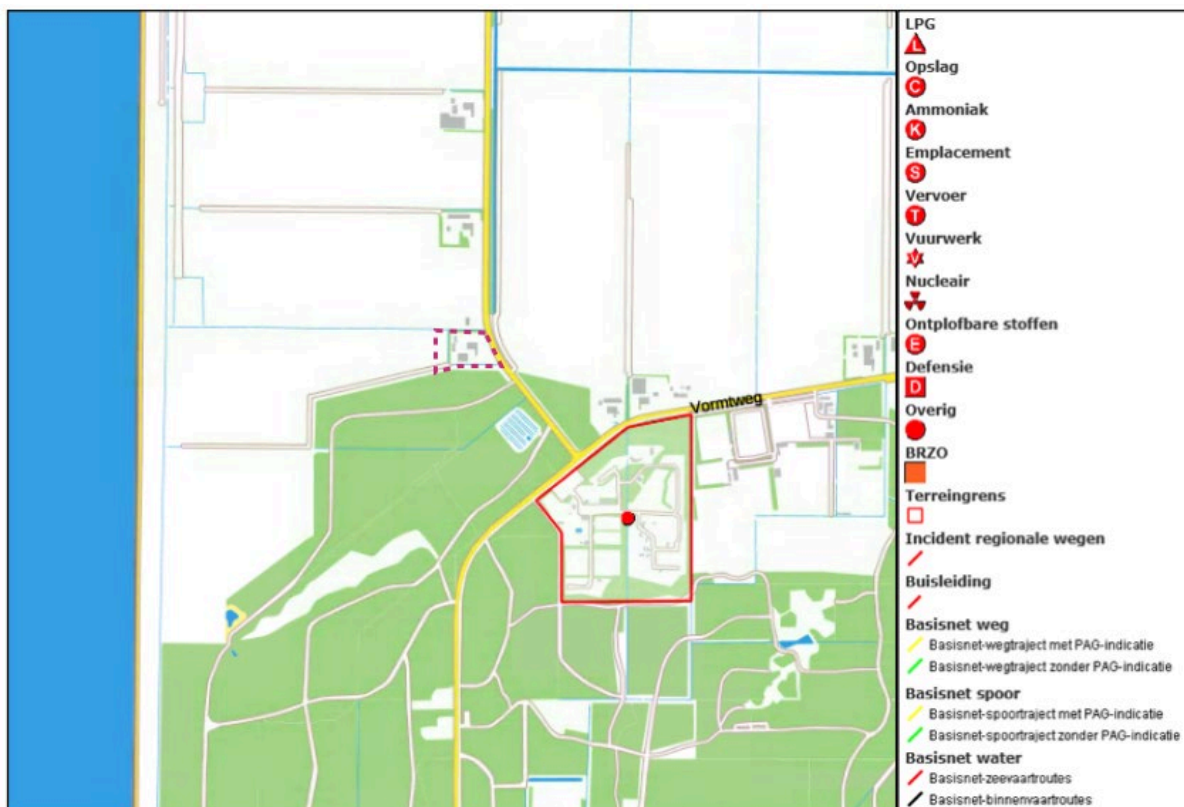 Vormtweg
LPG
L
Opslag
C
Ammoniak
K
Emplacement
S
Vervoer
T
Vuurwerk
V
Nucleair
Ontplofbare stoffen
E
Defensie
D
Overig
BRZO
Terreingrens
Incident regionale wegen
Buisleiding
Basisnet weg
Basisnet-wegtraject met PAG-indicatie
Basisnet-wegtraject zonder PAG-indicatie
Basisnet spoor
Basisnet-spoortraject met PAG-indicatie
Basisnet-spoortraject zonder PAG-indicatie
Basisnet water
Basisnet-zeevaartroutes
Basisnet-binnenvaartroutes